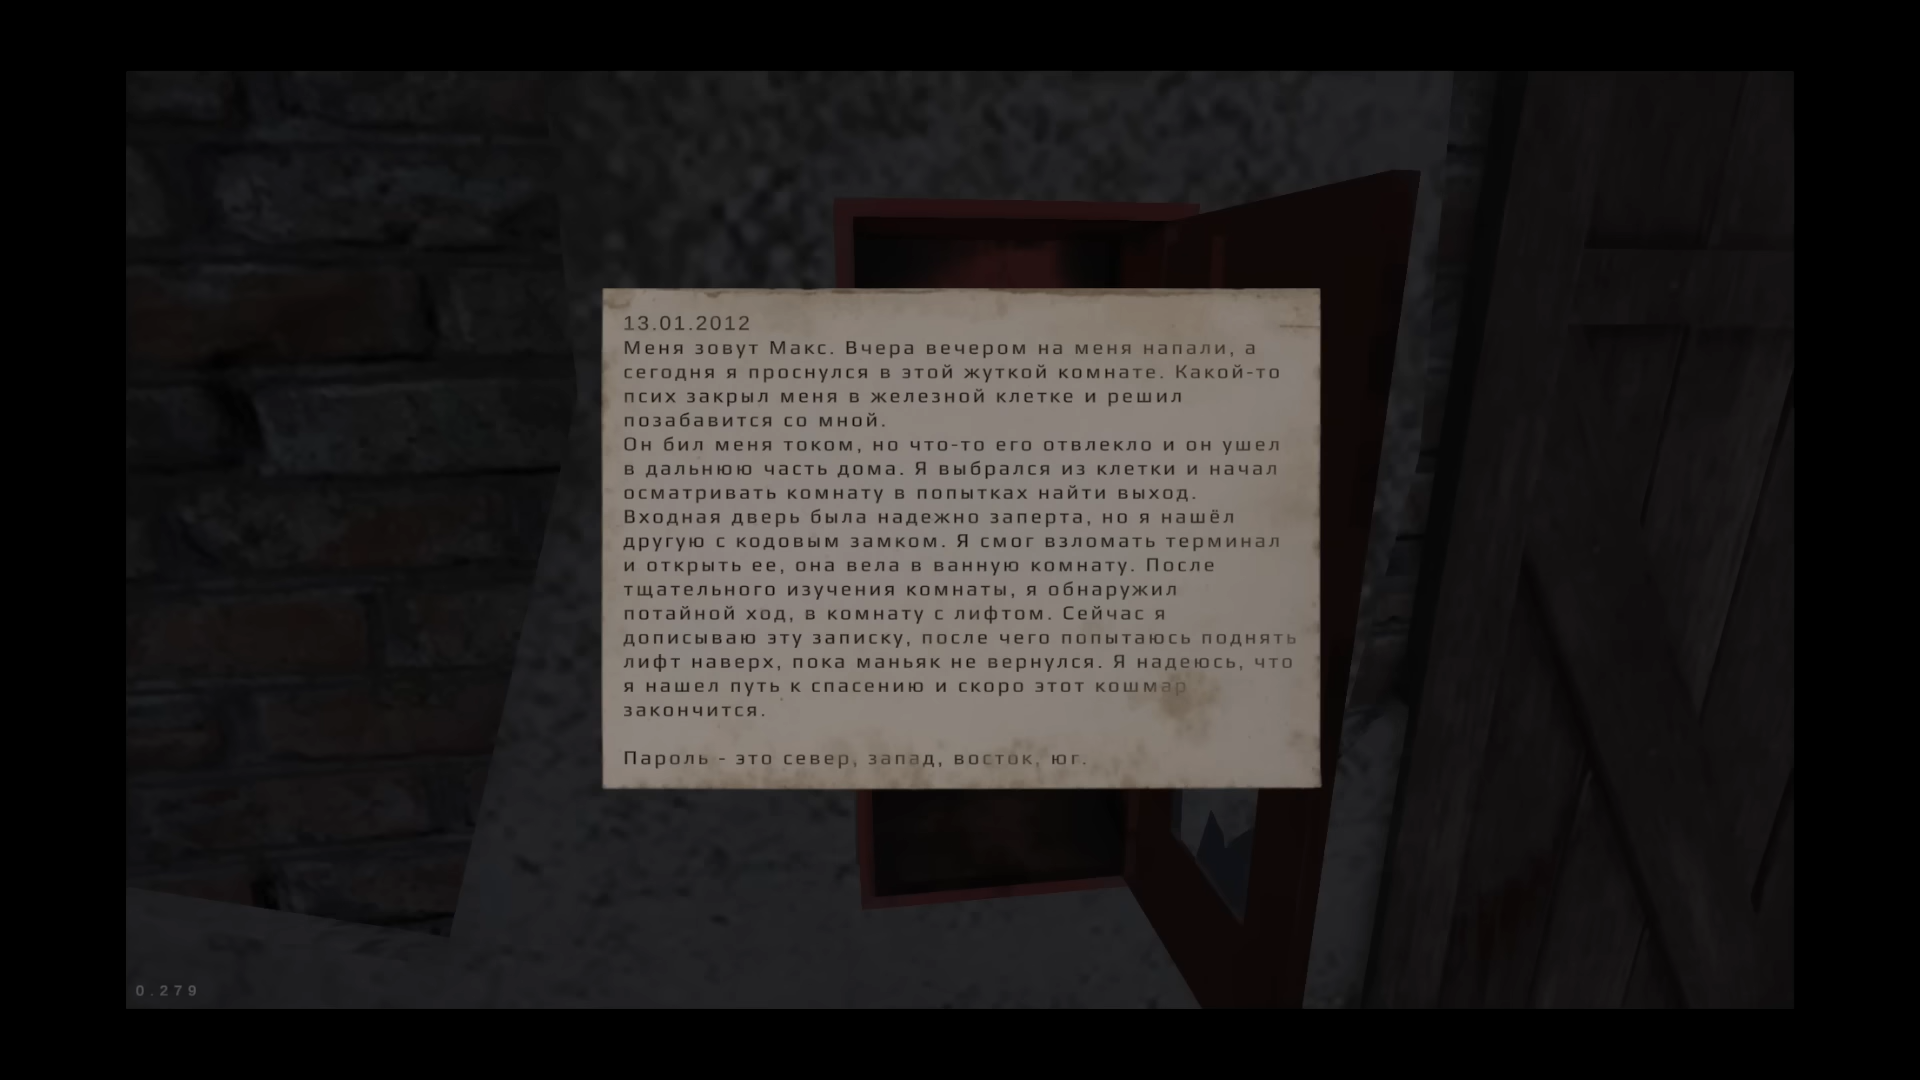 13.01.2012
Меня зовут Макс. Вчера вечером на меня напали, а
сегодня я проснулся в этой жуткой комнате. Какой-то
псих закрыл меня в железной клетке и решил
позабавится со мной.
Он бил меня током, но что-то его отвлекло и он ушел
в дальнюю часть дома. Я выбрался из клетки и начал
осматривать комнату в попытках найти выход.
Входная дверь была надежно заперта, но я нашёл
другую с кодовым замком. Я смог взломать терминал
и открыть ее, она вела в ванную комнату. После
тщательного изучения комнаты, я обнаружил
потайной ход, в комнату с лифтом. Сейчас я
дописываю эту записку, после чего попытаюсь поднять
лифт наверх, пока маньяк не вернулся. Я надеюсь, что
я нашел путь к спасению и скоро этот кошмар
закончится.
Пароль - это север, запад, восток, юг.
0.279